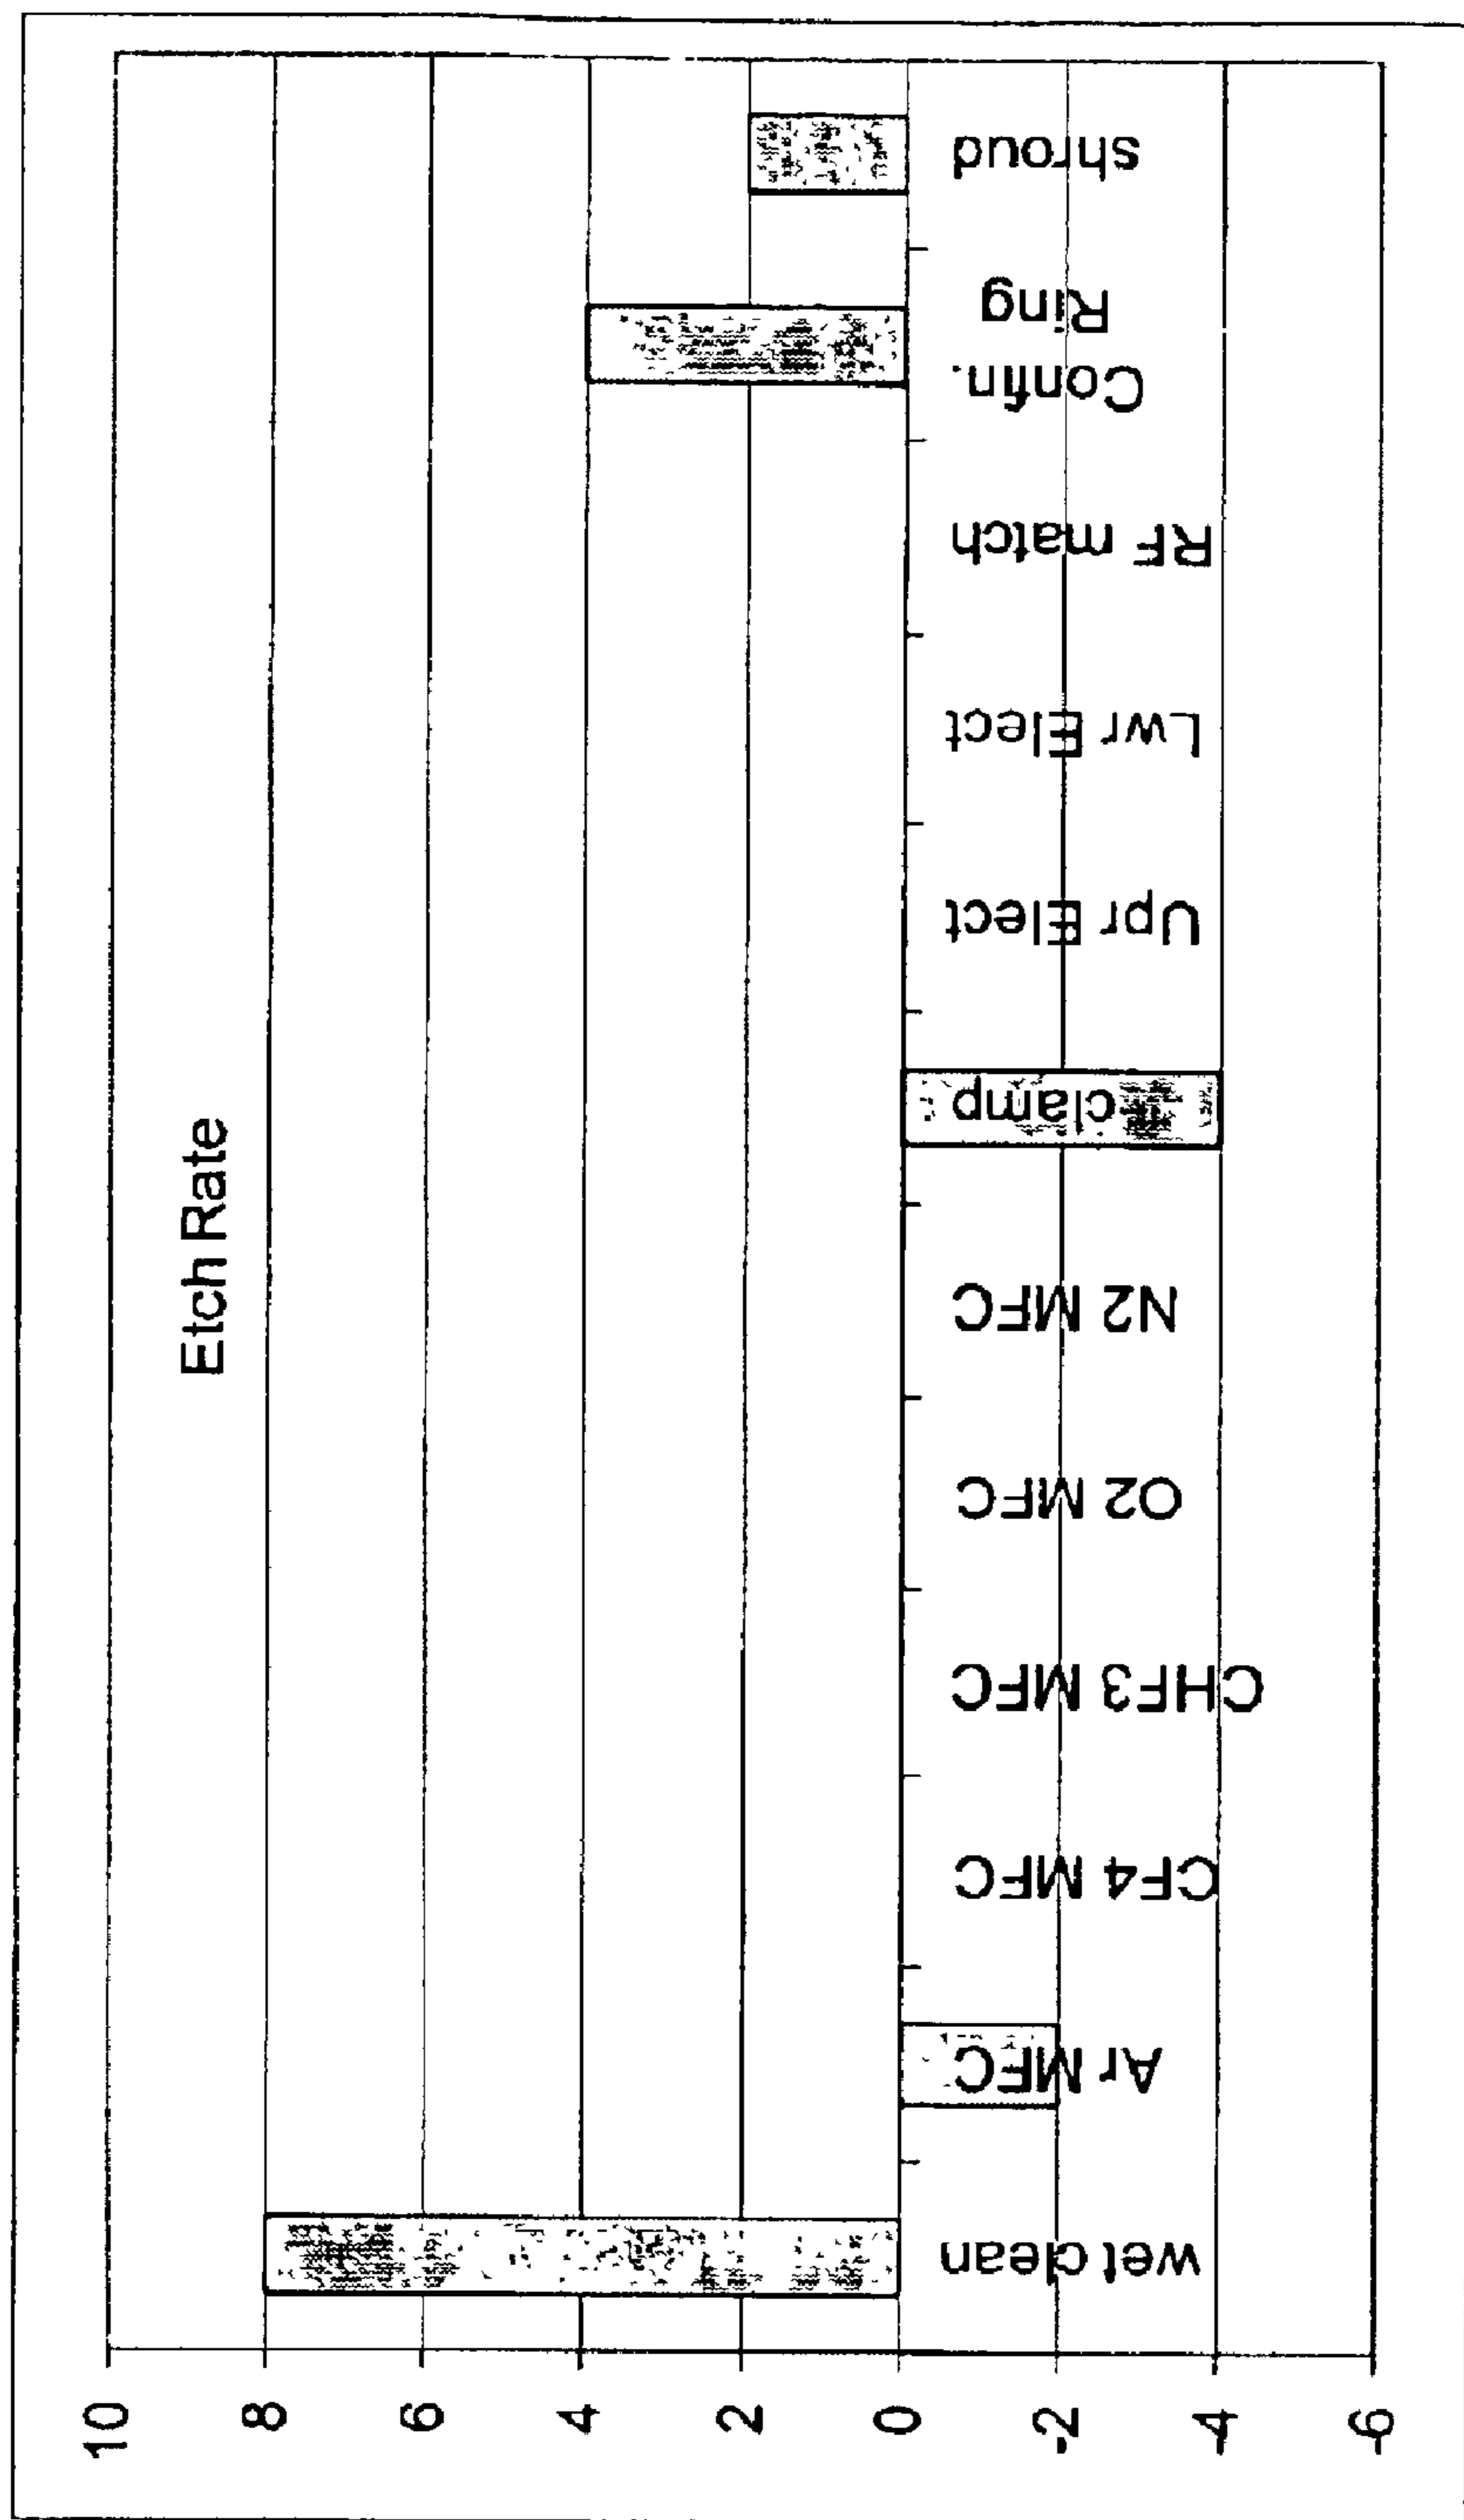 Etch Rate
10
8
6
4
2
0
-2
-4
-6
wet clean
Ar MFC
CF4 MFC
CHF3 MFC
O2 MFC
N2 MFC
clamp
Upr Elect
Lwr Elect
RF match
Confin.
Ring
shroud